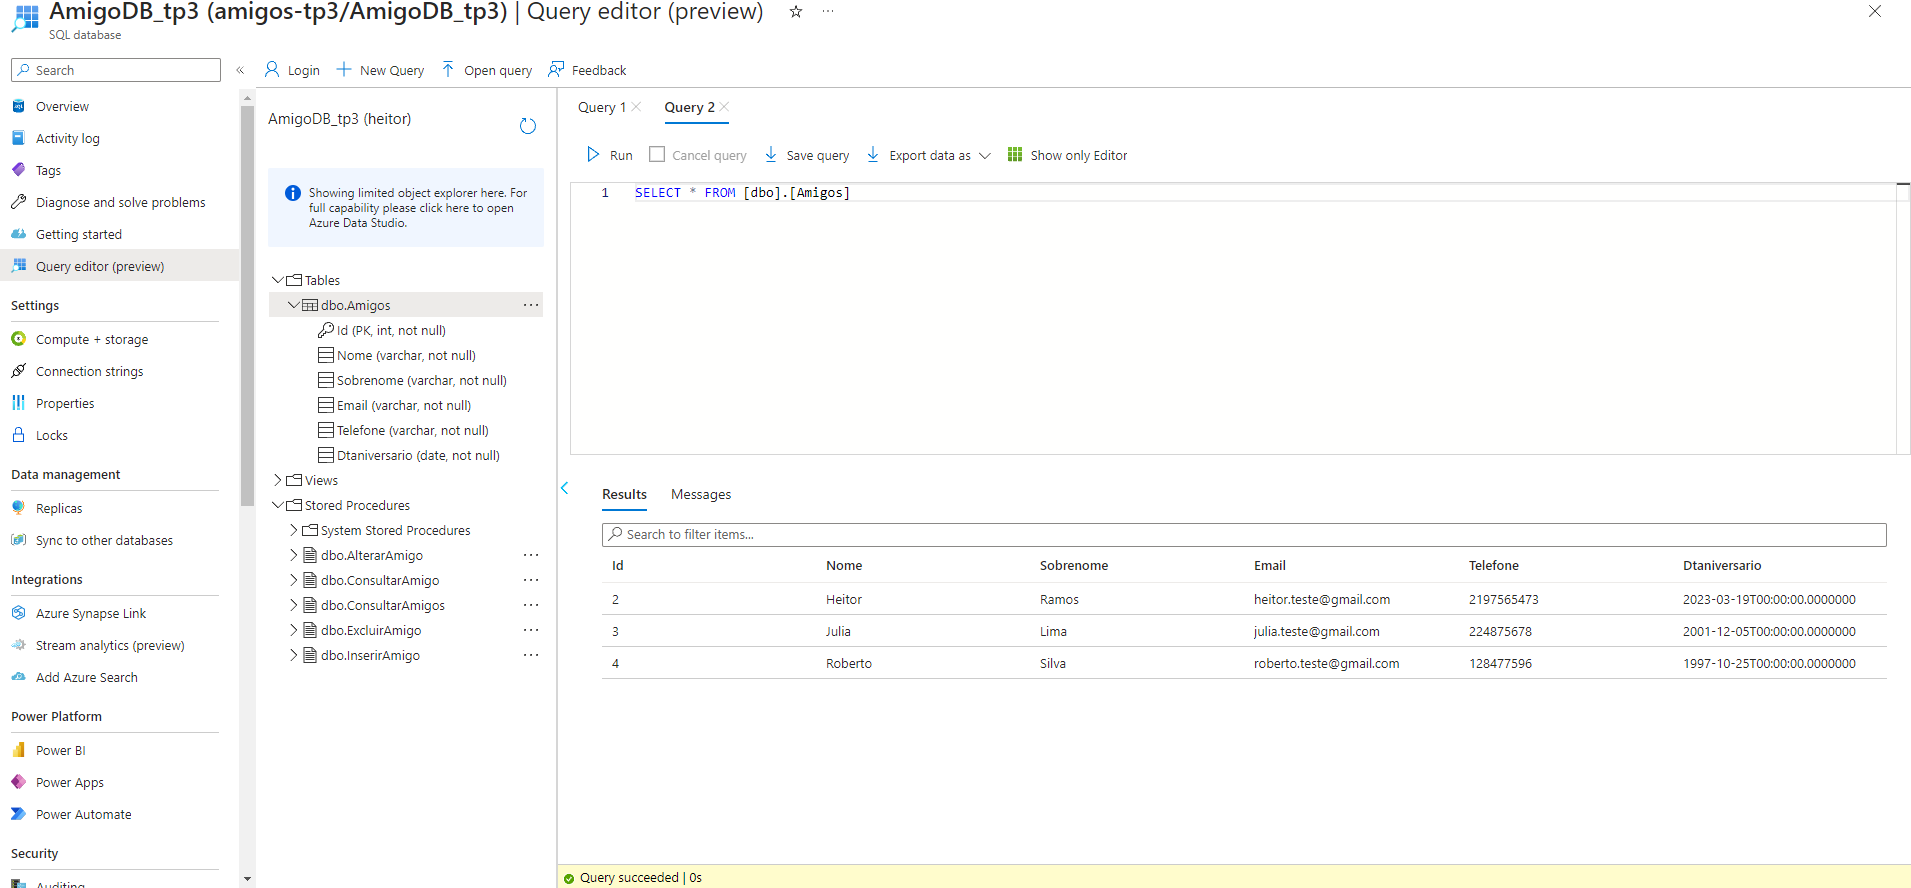 AmigoDB_tp3 (amigos-tp3/AmigoDB_tp3) | Query editor (preview)
SQL database
Search
Login
New Query
Open query
Feedback
Overview
Activity log
Tags
Diagnose and solve problems
Getting started
Query editor (preview)
Settings
Compute + storage
Connection strings
Properties
Locks
Data management
Replicas
Sync to other databases
Integrations
Azure Synapse Link
Stream analytics (preview)
Add Azure Search
Power Platform
Power BI
Power Apps
Power Automate
Security
Auditing
AmigoDB_tp3 (heitor)
Showing limited object explorer here. For
full capability please click here to open
Azure Data Studio.
Tables
dbo.Amigos
Id (PK, int, not null)
Nome (varchar, not null)
Sobrenome (varchar, not null)
Email (varchar, not null)
Telefone (varchar, not null)
Dtaniversario (date, not null)
Views
Stored Procedures
System Stored Procedures
dbo.AlterarAmigo
dbo.ConsultarAmigo
dbo.ConsultarAmigos
dbo.ExcluirAmigo
dbo.InserirAmigo
Query 1
Query 2
Run
Cancel query
Save query
Export data as
Show only Editor
1 SELECT * FROM [dbo].[Amigos]
Results
Messages
Search to filter items...
Id Nome Sobrenome Email Telefone Dtaniversario
2 Heitor Ramos heitor.teste@gmail.com 2197565473 2023-03-19T00:00:00.0000000
3 Julia Lima julia.teste@gmail.com 224875678 2001-12-05T00:00:00.0000000
4 Roberto Silva roberto.teste@gmail.com 128477596 1997-10-25T00:00:00.0000000
Query succeeded | 0s